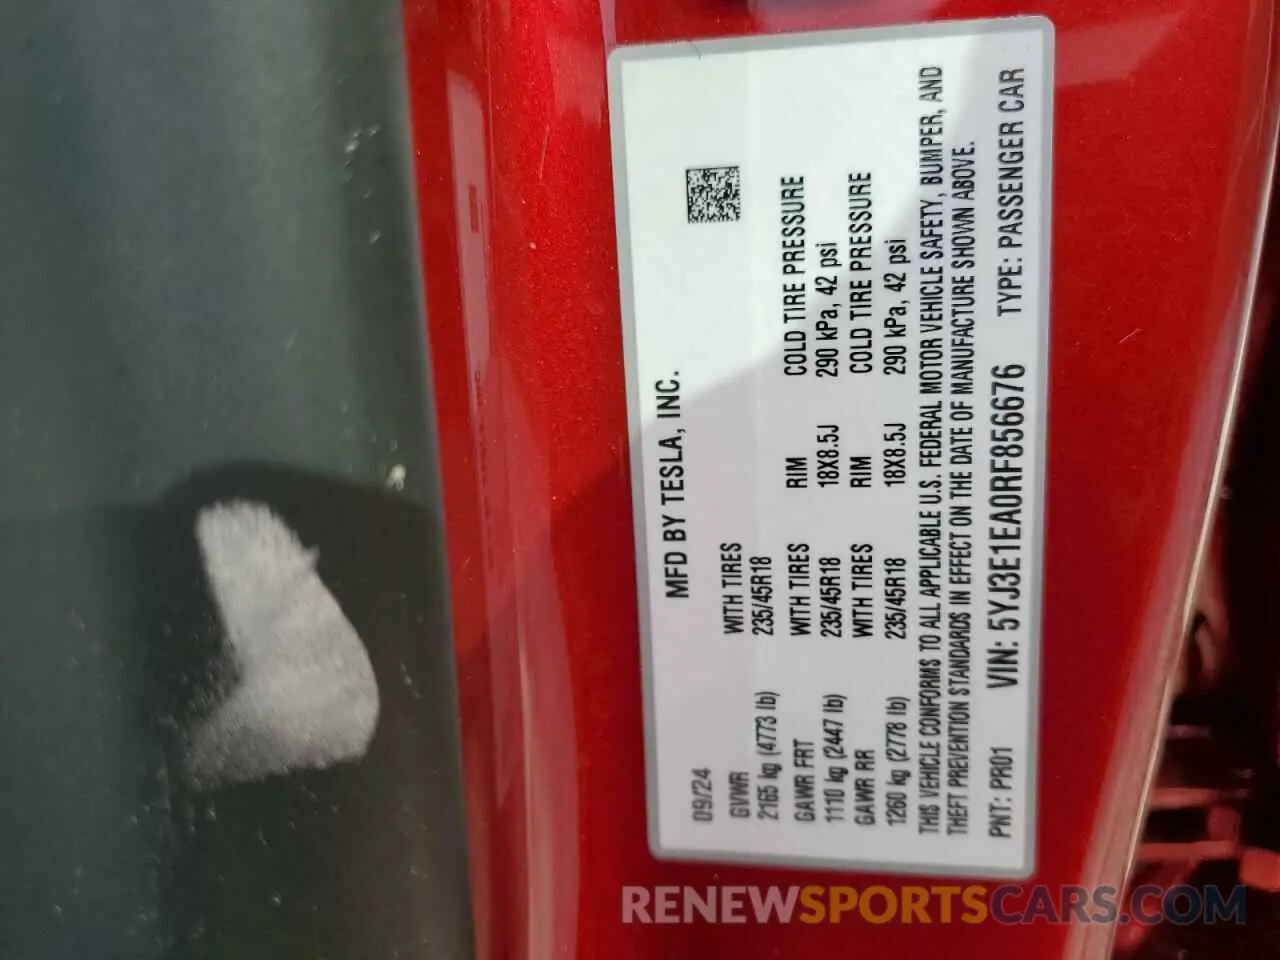 MFD BY TESLA, INC.
09/24
GVWR WITH TIRES
2165 kg (4773 lb) 235/45R18
GAWR FRT WITH TIRES RIM COLD TIRE PRESSURE
1110 kg (2447 lb) 235/45R18 18X8.5J 290 kPa, 42 psi
GAWR RR WITH TIRES RIM COLD TIRE PRESSURE
1260 kg (2778 lb) 235/45R18 18X8.5J 290 kPa, 42 psi
THIS VEHICLE CONFORMS TO ALL APPLICABLE U.S. FEDERAL MOTOR VEHICLE SAFETY, BUMPER, AND
THEFT PREVENTION STANDARDS IN EFFECT ON THE DATE OF MANUFACTURE SHOWN ABOVE.
PNT: PR01 VIN: 5YJ3E1EA0RF856676 TYPE: PASSENGER CAR
RENEWSPORTSCARS.COM